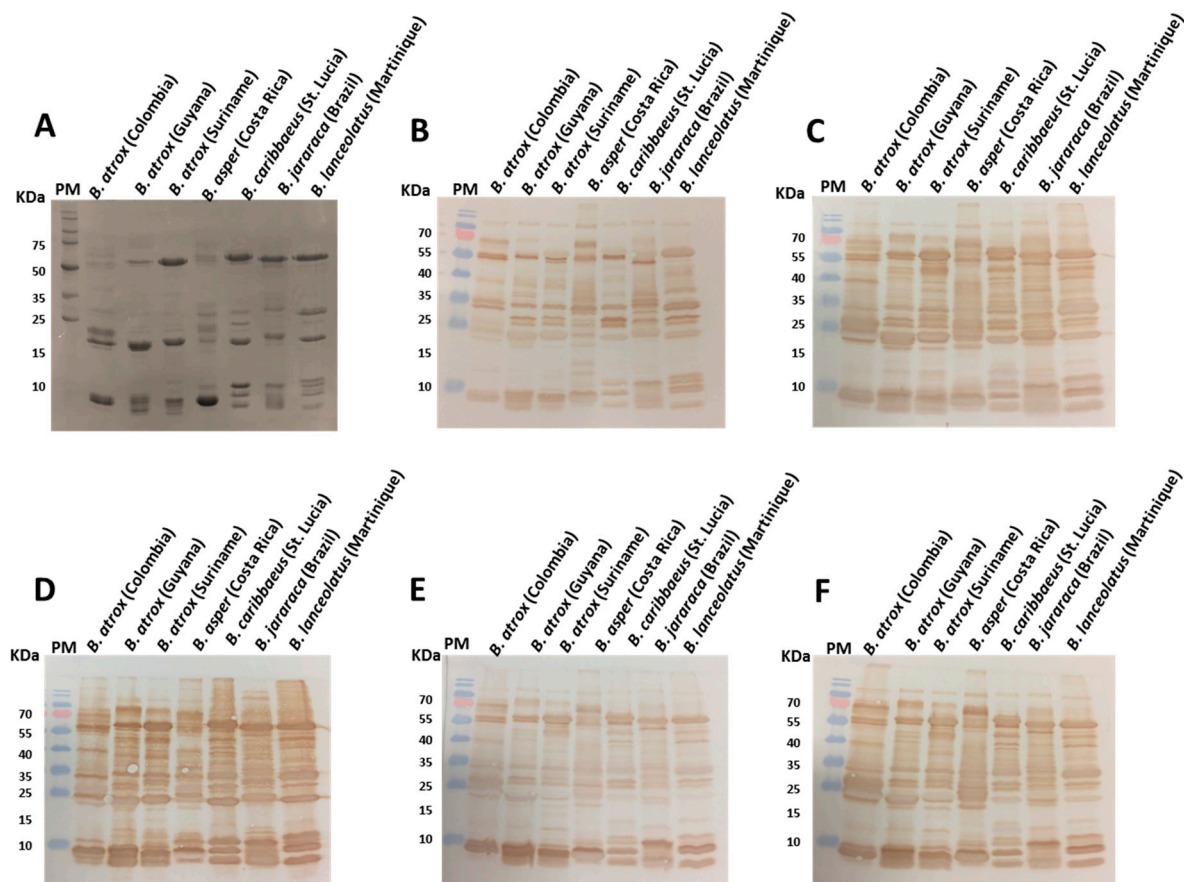 A
B. atrox (Colombia)
B. atrox (Guyana)
B. atrox (Suriname)
B. asper (Costa Rica)
B. caribbaeus (St. Lucia)
B. jararaca (Brazil)
B. lanceolatus (Martinique)
KDa
PM
75
50
35
25
15
10
B
B. atrox (Colombia)
B. atrox (Guyana)
B. atrox (Suriname)
B. asper (Costa Rica)
B. caribbaeus (St. Lucia)
B. jararaca (Brazil)
B. lanceolatus (Martinique)
KDa
PM
70
55
40
35
25
15
10
C
B. atrox (Colombia)
B. atrox (Guyana)
B. atrox (Suriname)
B. asper (Costa Rica)
B. caribbaeus (St. Lucia)
B. jararaca (Brazil)
B. lanceolatus (Martinique)
KDa
PM
70
55
40
35
25
15
10
D
B. atrox (Colombia)
B. atrox (Guyana)
B. atrox (Suriname)
B. asper (Costa Rica)
B. caribbaeus (St. Lucia)
B. jararaca (Brazil)
B. lanceolatus (Martinique)
KDa
PM
70
55
40
35
25
15
10
E
B. atrox (Colombia)
B. atrox (Guyana)
B. atrox (Suriname)
B. asper (Costa Rica)
B. caribbaeus (St. Lucia)
B. jararaca (Brazil)
B. lanceolatus (Martinique)
KDa
PM
70
55
40
35
25
15
10
F
B. atrox (Colombia)
B. atrox (Guyana)
B. atrox (Suriname)
B. asper (Costa Rica)
B. caribbaeus (St. Lucia)
B. jararaca (Brazil)
B. lanceolatus (Martinique)
KDa
PM
70
55
40
35
25
15
10